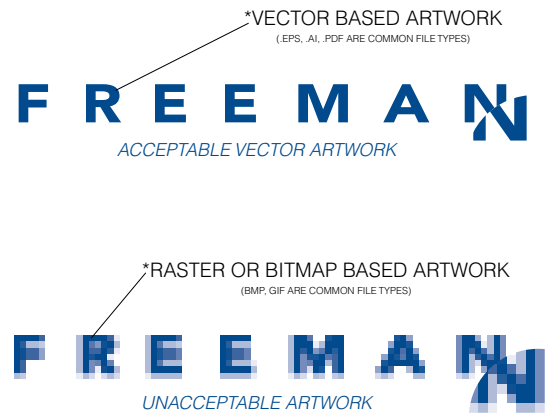 *VECTOR BASED ARTWORK
(.EPS, .AI, .PDF ARE COMMON FILE TYPES)
FREEMAN
ACCEPTABLE VECTOR ARTWORK
*RASTER OR BITMAP BASED ARTWORK
(BMP, GIF ARE COMMON FILE TYPES)
FREEMAN
UNACCEPTABLE ARTWORK